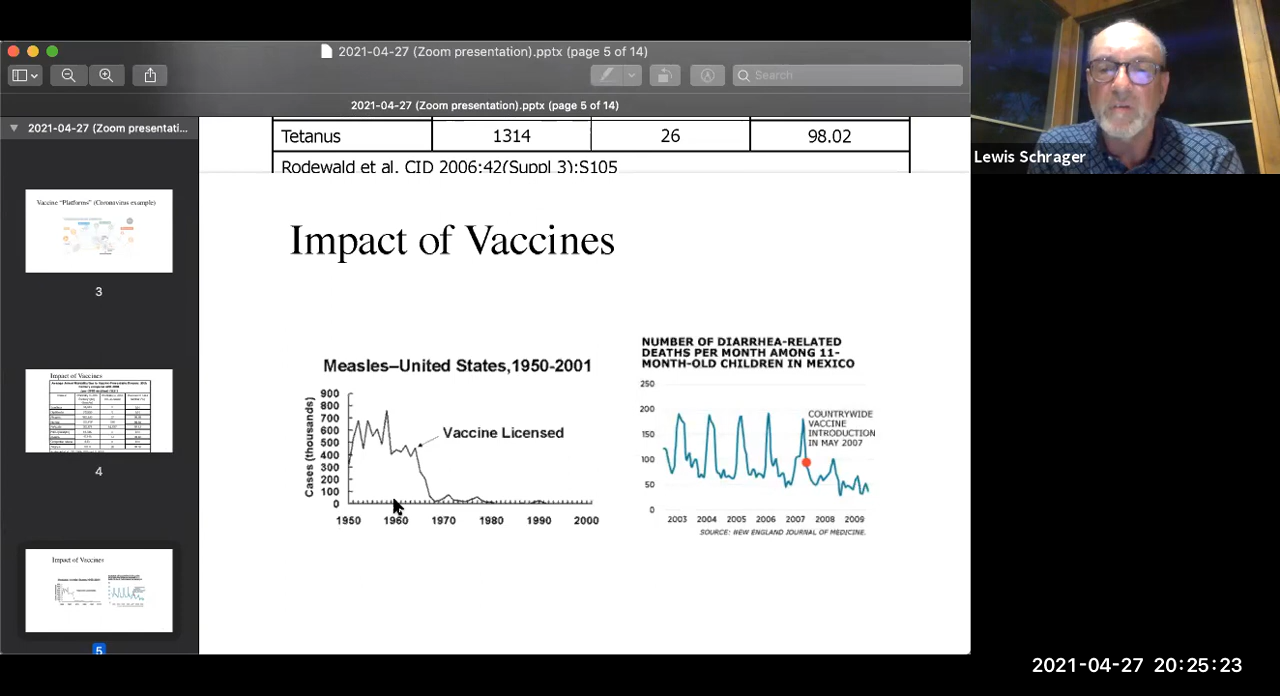 2021-04-27 (Zoom presentation).pptx (page 5 of 14)
Search
2021-04-27 (Zoom presentation).pptx (page 5 of 14)
2021-04-27 (Zoom presentati...
Vaccine "Platforms" (Coronavirus example)
3
Impact of Vaccines
4
Impact of Vaccines
5
Tetanus 1314 26 98.02
Rodewald et al. CID 2006:42(Suppl 3):S105
Impact of Vaccines
Measles–United States,1950-2001
Cases (thousands)
900
800
700
600
500
400
300
200
100
0
Vaccine Licensed
1950 1960 1970 1980 1990 2000
NUMBER OF DIARRHEA-RELATED
DEATHS PER MONTH AMONG 11-
MONTH-OLD CHILDREN IN MEXICO
250
200
150
100
50
0
COUNTRYWIDE
VACCINE
INTRODUCTION
IN MAY 2007
2003 2004 2005 2006 2007 2008 2009
SOURCE: NEW ENGLAND JOURNAL OF MEDICINE.
Lewis Schrager
2021-04-27 20:25:23